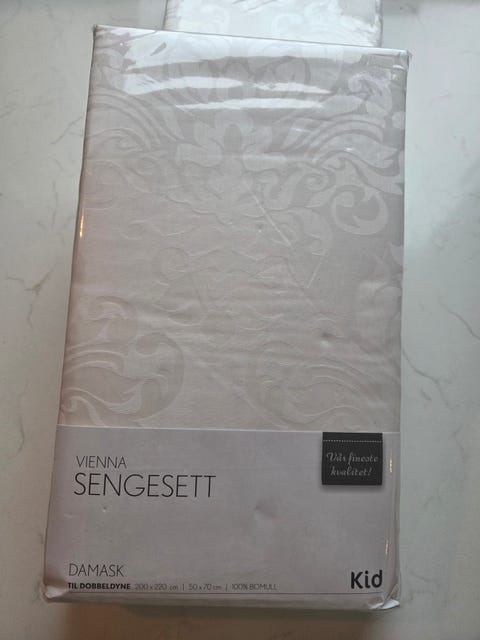 VIENNA
SENGESETT
Vår fineste
kvalitet!
DAMASK
TIL DOBBELDYNE 200 x 220 cm | 50 x 70 cm | 100% BOMULL
Kid